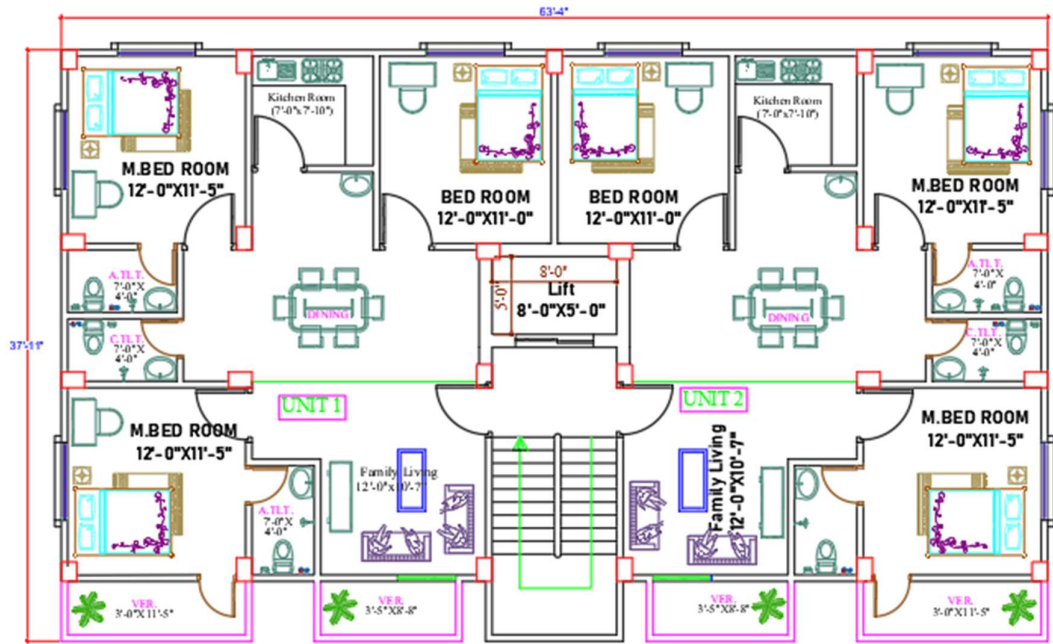 63'-4"
37'-11"
Kitchen Room
(7'-0"x7'-10")
Kitchen Room
(7'-0"x7'-10")
M.BED ROOM
12'-0"X11'-5"
BED ROOM
12'-0"X11'-0"
BED ROOM
12'-0"X11'-0"
M.BED ROOM
12'-0"X11'-5"
A.TLT.
7'-0"X
4'-0"
8'-0"
5'-0"
Lift
8'-0"X5'-0"
A.TLT.
7'-0"X
4'-0"
DINING
DINING
C.TLT.
7'-0"X
4'-0"
C.TLT.
7'-0"X
4'-0"
UNIT 1
UNIT 2
M.BED ROOM
12'-0"X11'-5"
M.BED ROOM
12'-0"X11'-5"
Family Living
12'-0"x10'-7"
Family Living
12'-0"X10'-7"
A.TLT.
7'-0"X
4'-0"
VER.
3'-0"X11'-5"
VER.
3'-5"X8'-8"
VER.
3'-5"X8'-8"
VER.
3'-0"X11'-5"